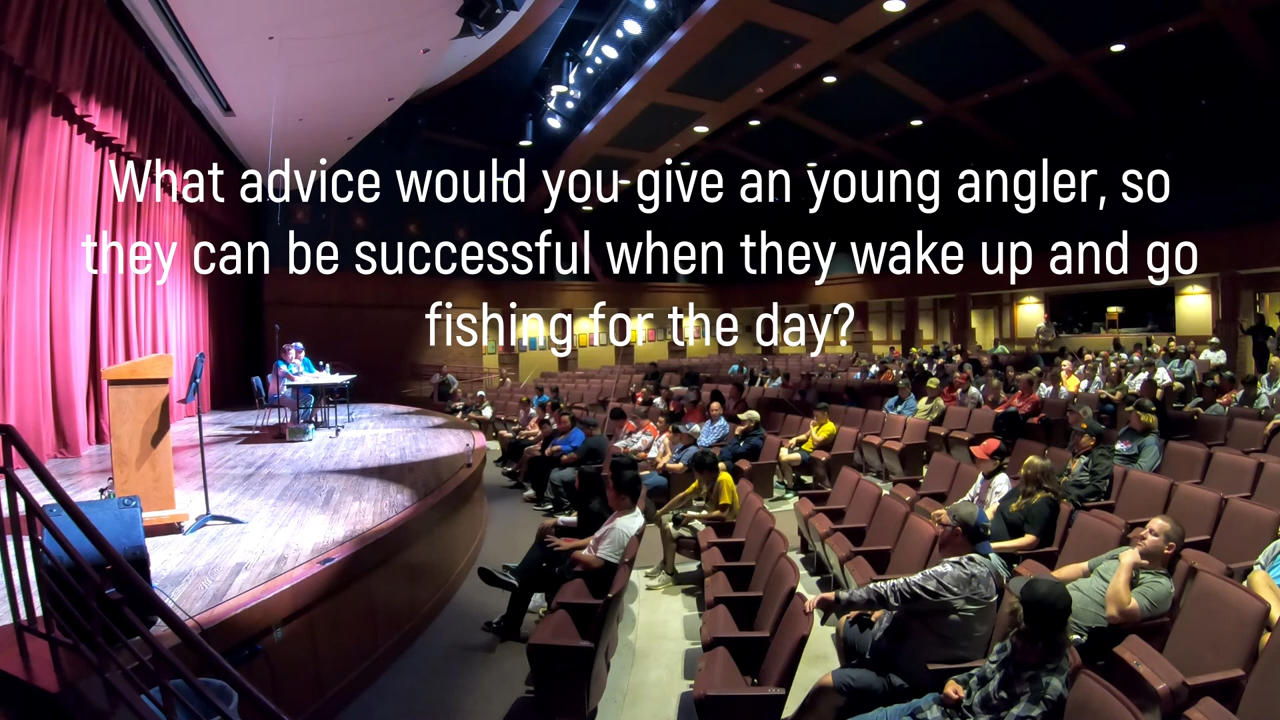 What advice would you give an young angler, so
they can be successful when they wake up and go
fishing for the day?